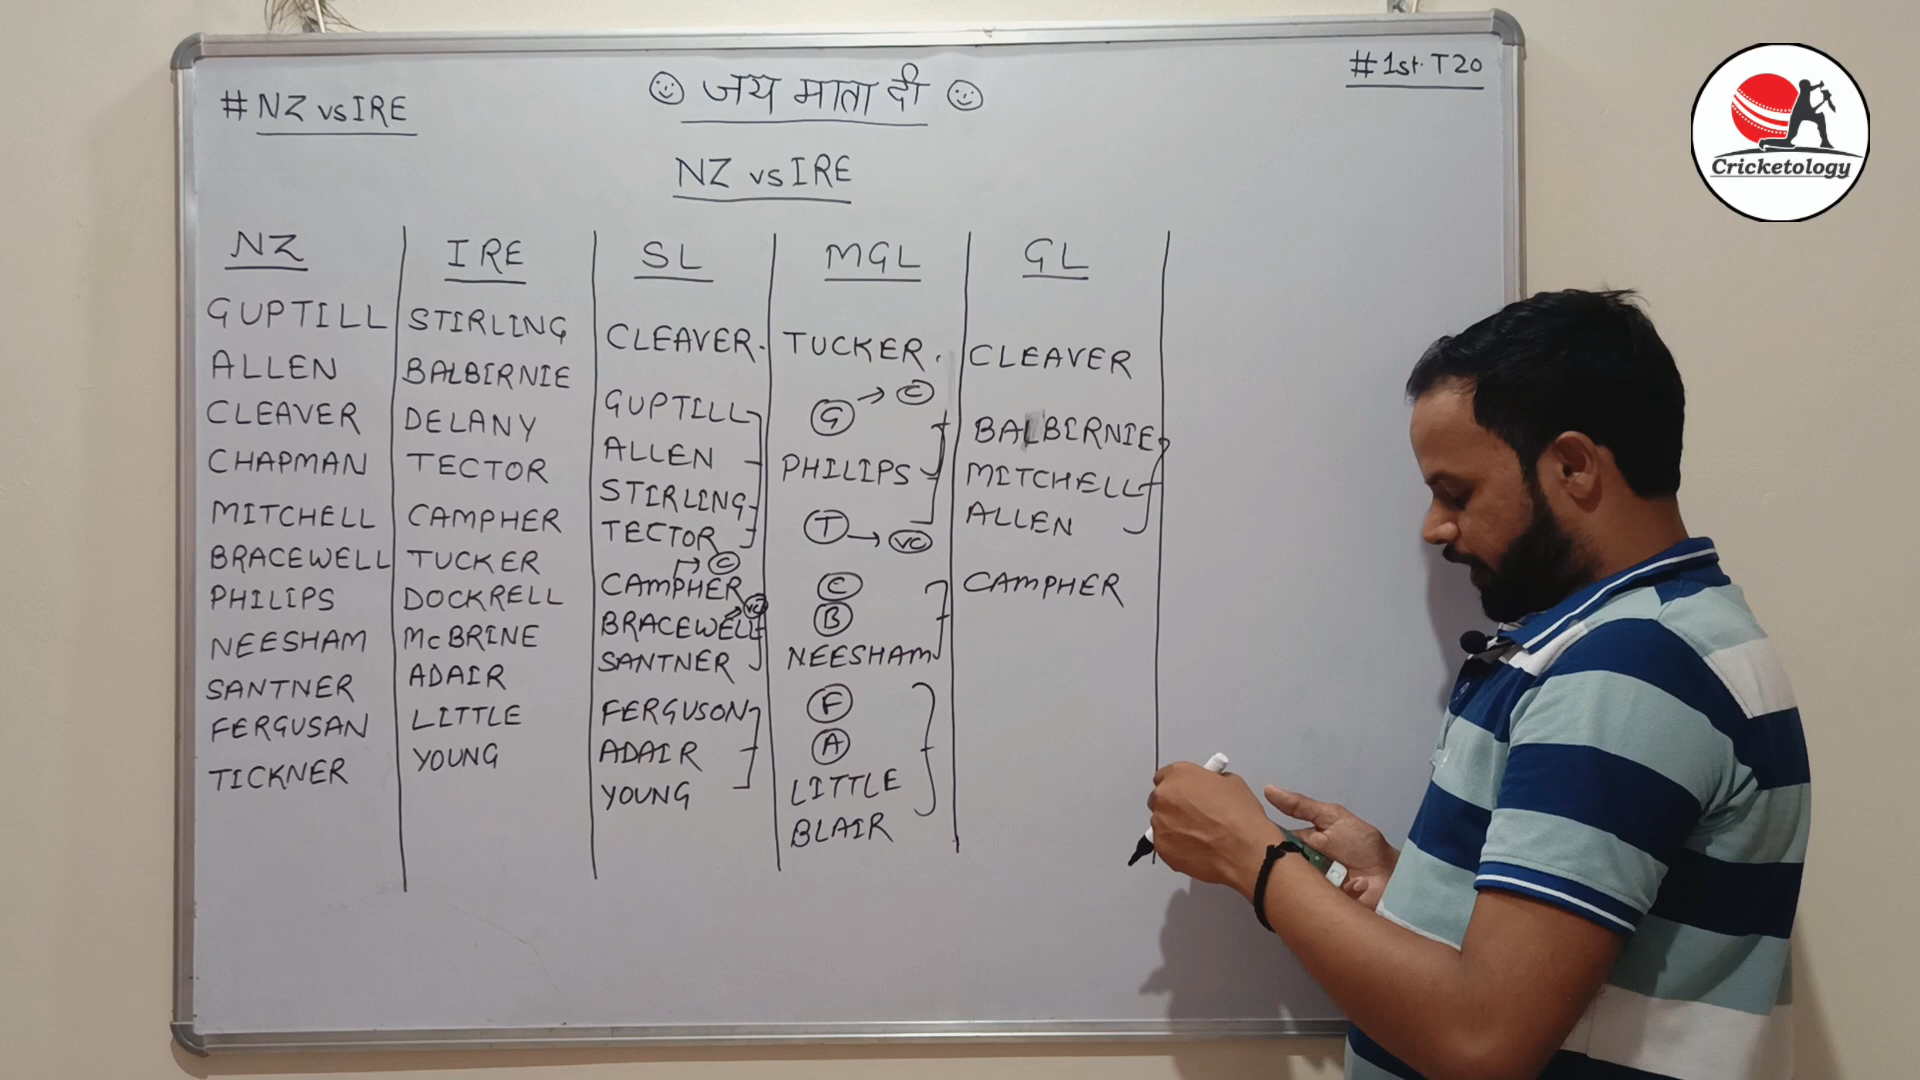 #NZ vs IRE
जय माता दी
#1st T20
NZ vs IRE
Cricketology
NZ
GUPTILL
ALLEN
CLEAVER
CHAPMAN
MITCHELL
BRACEWELL
PHILIPS
NEESHAM
SANTNER
FERGUSAN
TICKNER
IRE
STIRLING
BALBIRNIE
DELANY
TECTOR
CAMPHER
TUCKER
DOCKRELL
McBRINE
ADAIR
LITTLE
YOUNG
SL
CLEAVER.
GUPTILL
ALLEN
STIRLING
TECTOR
C
CAMPHER
VC
BRACEWELL
SANTNER
FERGUSON
ADAIR
YOUNG
MGL
TUCKER.
G → C
PHILIPS
T → VC
C
B
NEESHAM
F
A
LITTLE
BLAIR
GL
CLEAVER
BALBIRNIE
MITCHELL
ALLEN
CAMPHER